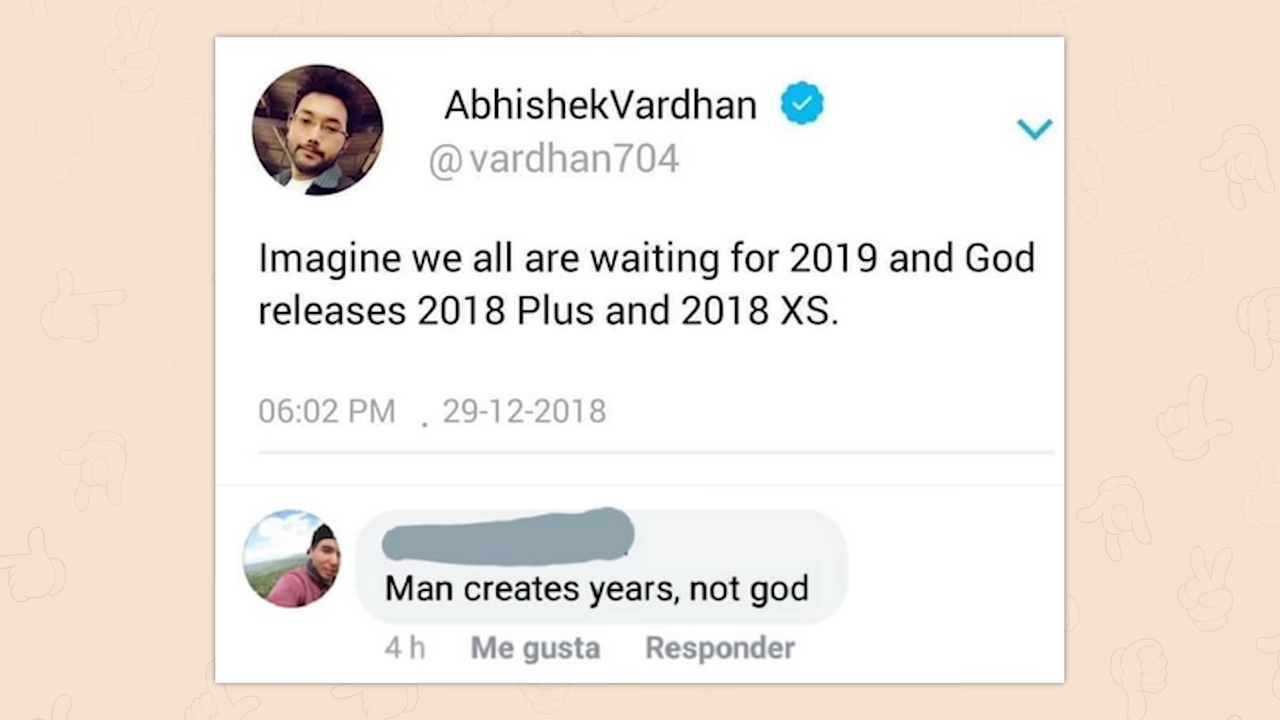 AbhishekVardhan
@vardhan704
Imagine we all are waiting for 2019 and God
releases 2018 Plus and 2018 XS.
06:02 PM . 29-12-2018
Man creates years, not god
4 h Me gusta Responder